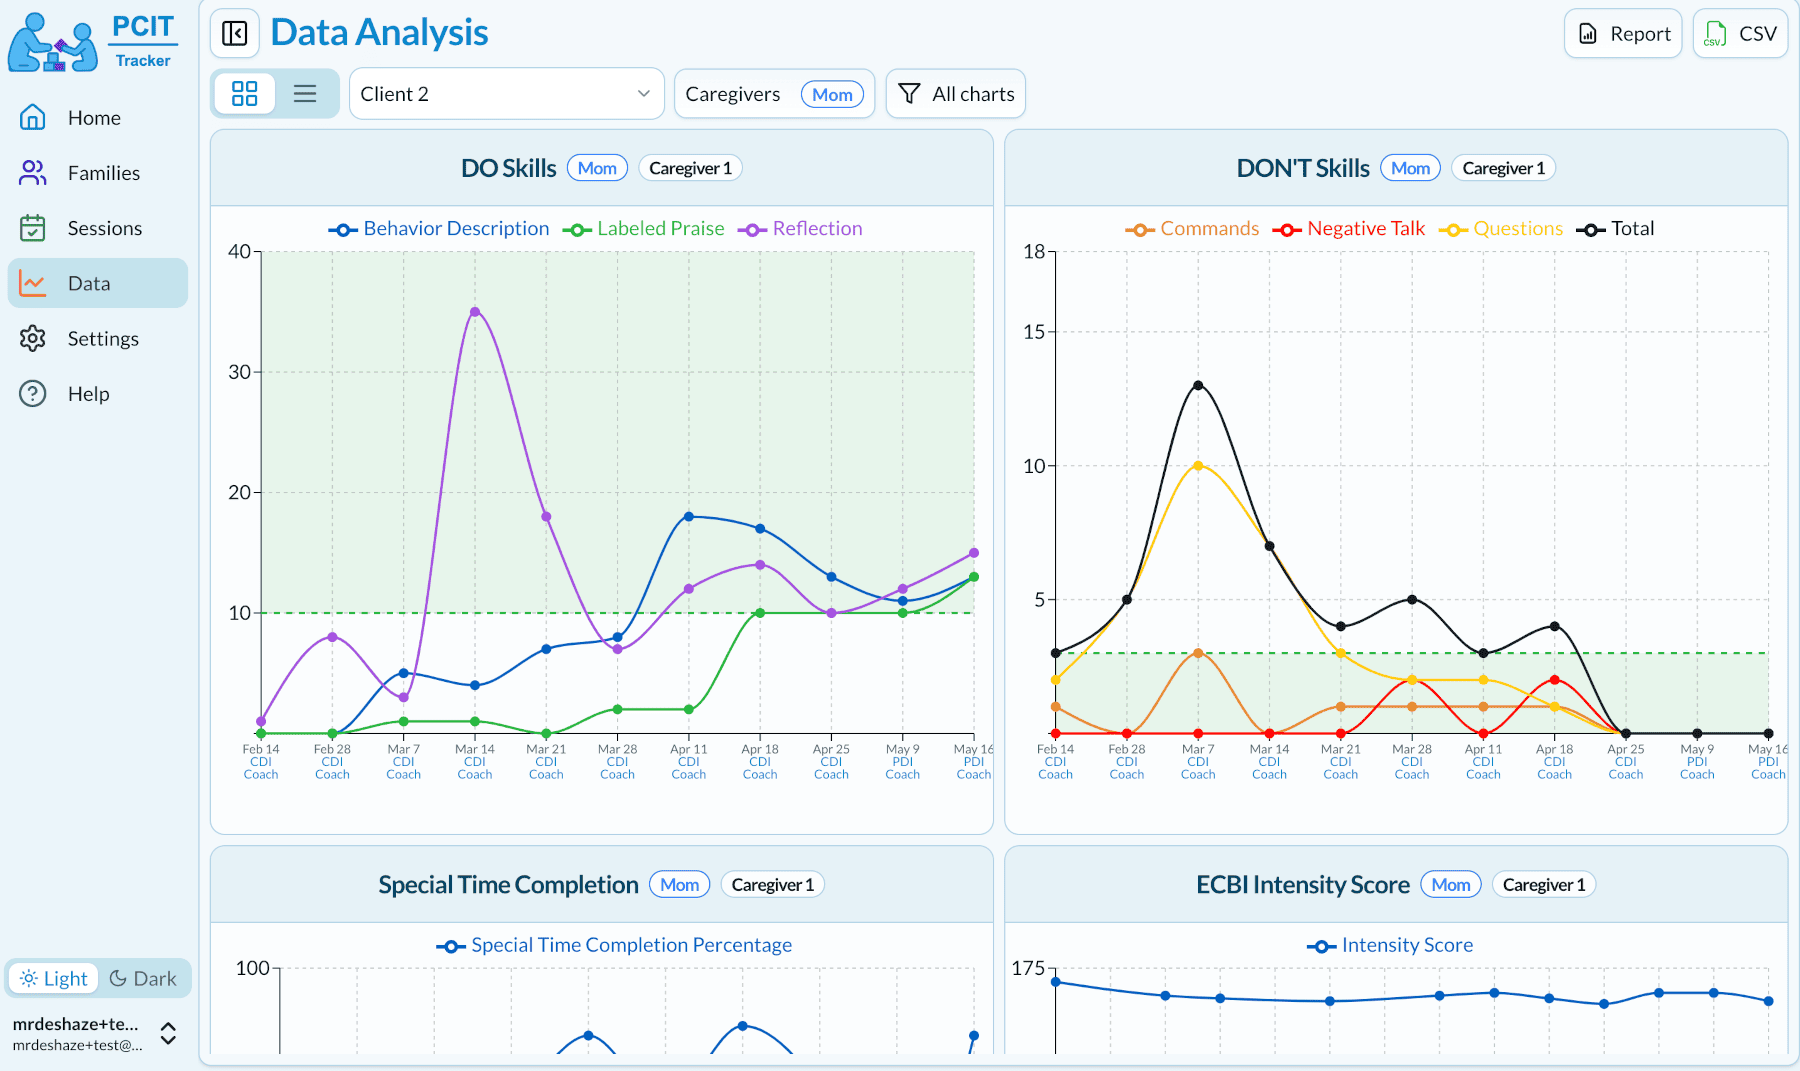 PCIT
Tracker
Home
Families
Sessions
Data
Settings
Help
Light Dark
mrdeshaze+te...
mrdeshaze+test@...
Data Analysis
Report CSV CSV
Client 2
Caregivers Mom
All charts
DO Skills Mom Caregiver 1
Behavior Description Labeled Praise Reflection
40
30
20
10
Feb 14 Feb 28 Mar 7 Mar 14 Mar 21 Mar 28 Apr 11 Apr 18 Apr 25 May 9 May 16
CDI CDI CDI CDI CDI CDI CDI CDI CDI PDI PDI
Coach Coach Coach Coach Coach Coach Coach Coach Coach Coach Coach
DON'T Skills Mom Caregiver 1
Commands Negative Talk Questions Total
18
15
10
5
Feb 14 Feb 28 Mar 7 Mar 14 Mar 21 Mar 28 Apr 11 Apr 18 Apr 25 May 9 May 16
CDI CDI CDI CDI CDI CDI CDI CDI CDI PDI PDI
Coach Coach Coach Coach Coach Coach Coach Coach Coach Coach Coach
Special Time Completion Mom Caregiver 1
Special Time Completion Percentage
100
ECBI Intensity Score Mom Caregiver 1
Intensity Score
175